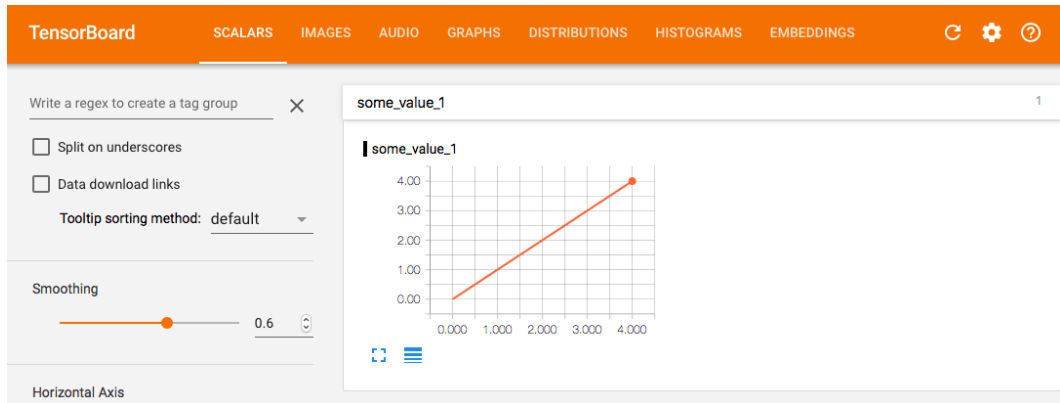 TensorBoard SCALARS IMAGES AUDIO GRAPHS DISTRIBUTIONS HISTOGRAMS EMBEDDINGS
Write a regex to create a tag group
Split on underscores
Data download links
Tooltip sorting method: default
Smoothing
0.6
Horizontal Axis
some_value_1 1
some_value_1
4.00
3.00
2.00
1.00
0.00
0.000 1.000 2.000 3.000 4.000